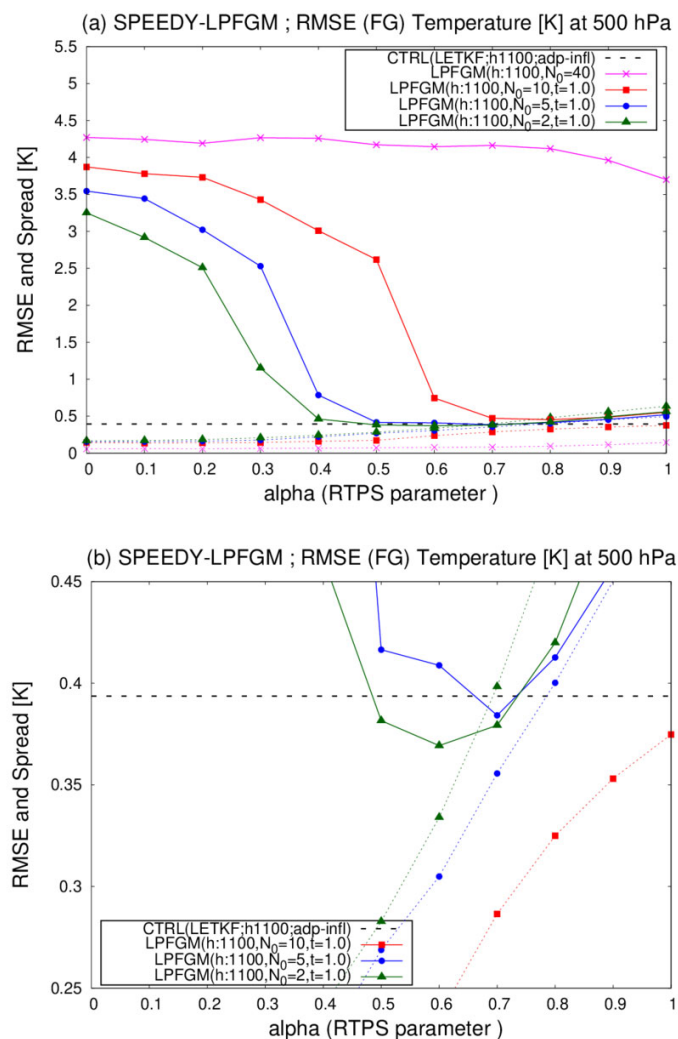 (a) SPEEDY-LPFGM ; RMSE (FG) Temperature [K] at 500 hPa
RMSE and Spread [K]
5.5
5
4.5
4
3.5
3
2.5
2
1.5
1
0.5
0
CTRL(LETKF;h1100;adp-infl)
LPFGM(h:1100,N0=40)
LPFGM(h:1100,N0=10,t=1.0)
LPFGM(h:1100,N0=5,t=1.0)
LPFGM(h:1100,N0=2,t=1.0)
0 0.1 0.2 0.3 0.4 0.5 0.6 0.7 0.8 0.9 1
alpha (RTPS parameter )
(b) SPEEDY-LPFGM ; RMSE (FG) Temperature [K] at 500 hPa
RMSE and Spread [K]
0.45
0.4
0.35
0.3
0.25
CTRL(LETKF;h1100;adp-infl)
LPFGM(h:1100,N0=10,t=1.0)
LPFGM(h:1100,N0=5,t=1.0)
LPFGM(h:1100,N0=2,t=1.0)
0 0.1 0.2 0.3 0.4 0.5 0.6 0.7 0.8 0.9 1
alpha (RTPS parameter )